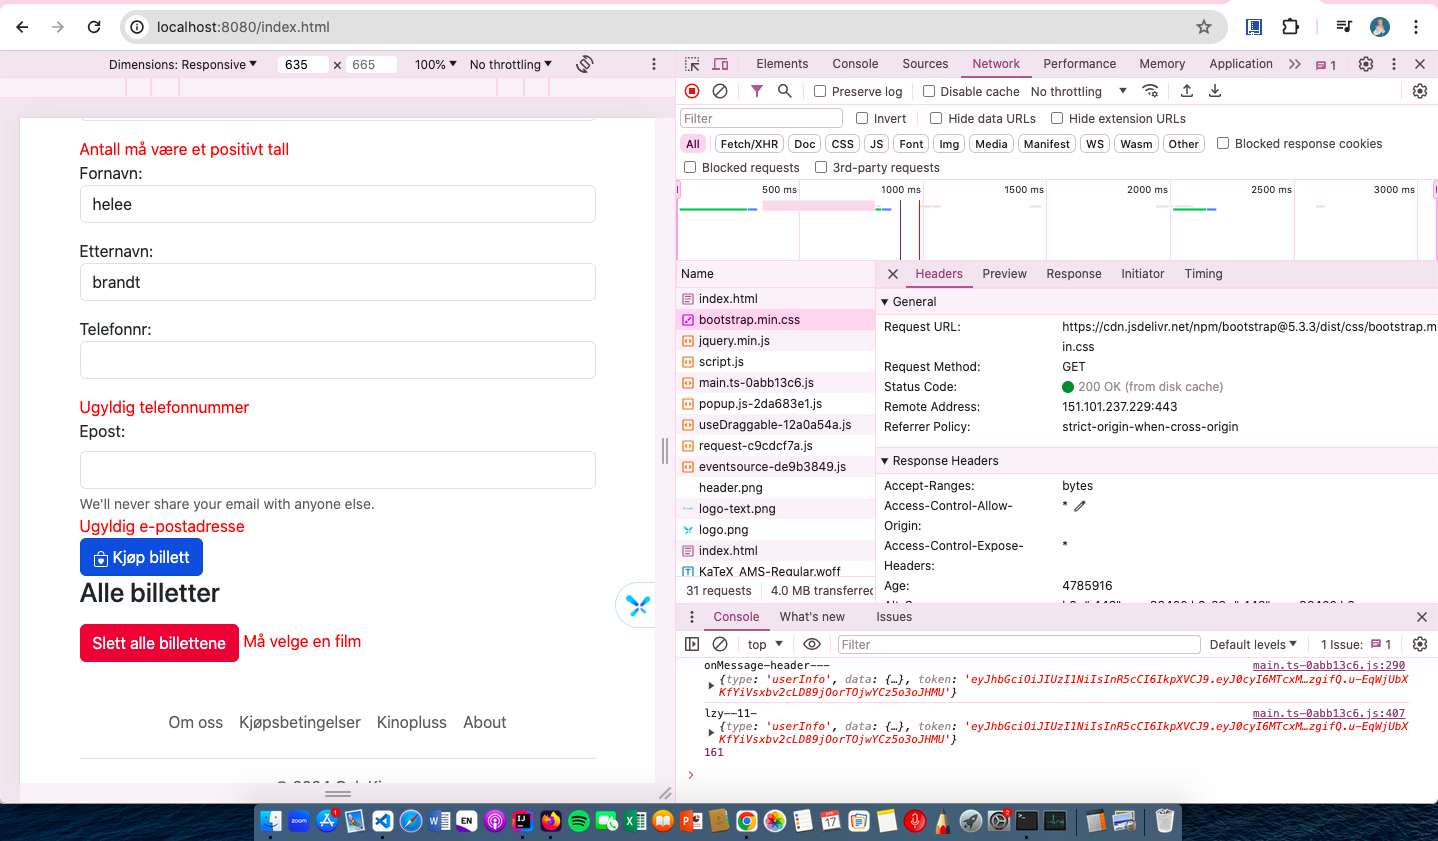 localhost:8080/index.html
Dimensions: Responsive 635 × 665 100% No throttling
Elements Console Sources Network Performance Memory Application 1
Preserve log Disable cache No throttling
Filter Invert Hide data URLs Hide extension URLs
All Fetch/XHR Doc CSS JS Font Img Media Manifest WS Wasm Other Blocked response cookies
Blocked requests 3rd-party requests
500 ms 1000 ms 1500 ms 2000 ms 2500 ms 3000 ms
Antall må være et positivt tall
Fornavn:
helee
Etternavn:
brandt
Telefonnr:
Ugyldig telefonnummer
Epost:
We'll never share your email with anyone else.
Ugyldig e-postadresse
Kjøp billett
Alle billetter
Slett alle billettene Må velge en film
Om oss Kjøpsbetingelser Kinopluss About
Name
index.html
bootstrap.min.css
jquery.min.js
script.js
main.ts-0abb13c6.js
popup.js-2da683e1.js
useDraggable-12a0a54a.js
request-c9cdcf7a.js
eventsource-de9b3849.js
header.png
logo-text.png
logo.png
index.html
KaTeX_AMS-Regular.woff
31 requests 4.0 MB transferred
Headers Preview Response Initiator Timing
General
Request URL: https://cdn.jsdelivr.net/npm/bootstrap@5.3.3/dist/css/bootstrap.m
in.css
Request Method: GET
Status Code: 200 OK (from disk cache)
Remote Address: 151.101.237.229:443
Referrer Policy: strict-origin-when-cross-origin
Response Headers
Accept-Ranges: bytes
Access-Control-Allow- *
Origin:
Access-Control-Expose- *
Headers:
Age: 4785916
Console What's new Issues
top Filter Default levels 1 Issue: 1
onMessage-header--- main.ts-0abb13c6.js:290
{type: 'userInfo', data: {…}, token: 'eyJhbGciOiJIUzI1NiIsInR5cCI6IkpXVCJ9.eyJ0cyI6MTcxM…zgifQ.u-EqWjUbX
KfYiVsxbv2cLD89jOorTOjwYCz5o3oJHMU'}
lzy--11- main.ts-0abb13c6.js:407
{type: 'userInfo', data: {…}, token: 'eyJhbGciOiJIUzI1NiIsInR5cCI6IkpXVCJ9.eyJ0cyI6MTcxM…zgifQ.u-EqWjUbX
KfYiVsxbv2cLD89jOorTOjwYCz5o3oJHMU'}
161
zoom 1 EN 17 2